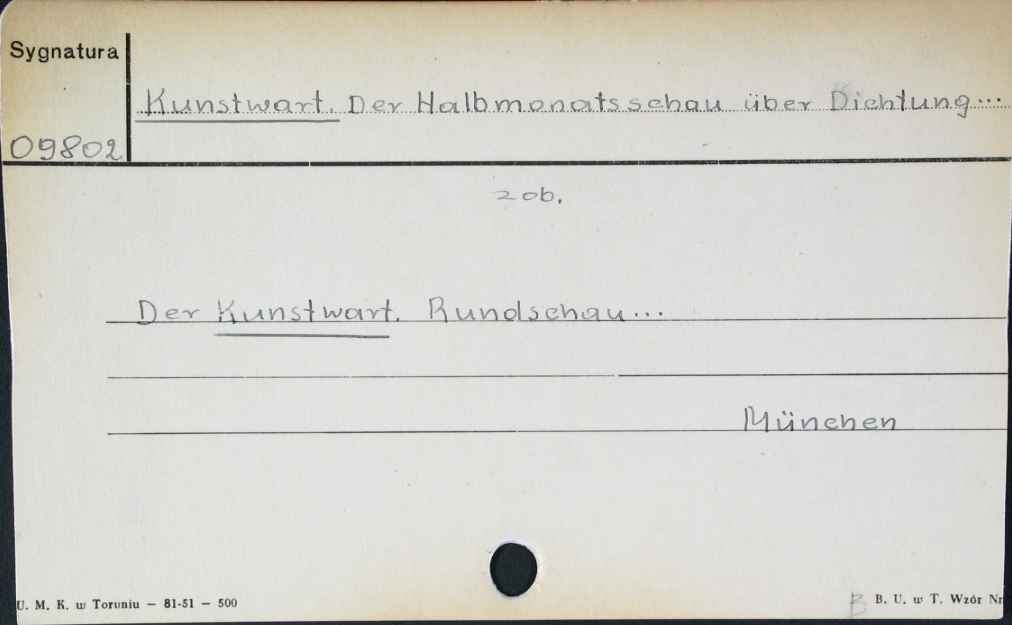 Sygnatura
Kunstwart. Der Halbmonatsschau über Dichtung...
09802
zob.
Der Kunstwart. Rundschau...
München
U. M. K. w Toruniu – 81-51 – 500
B B. U. w T. Wzór Nr